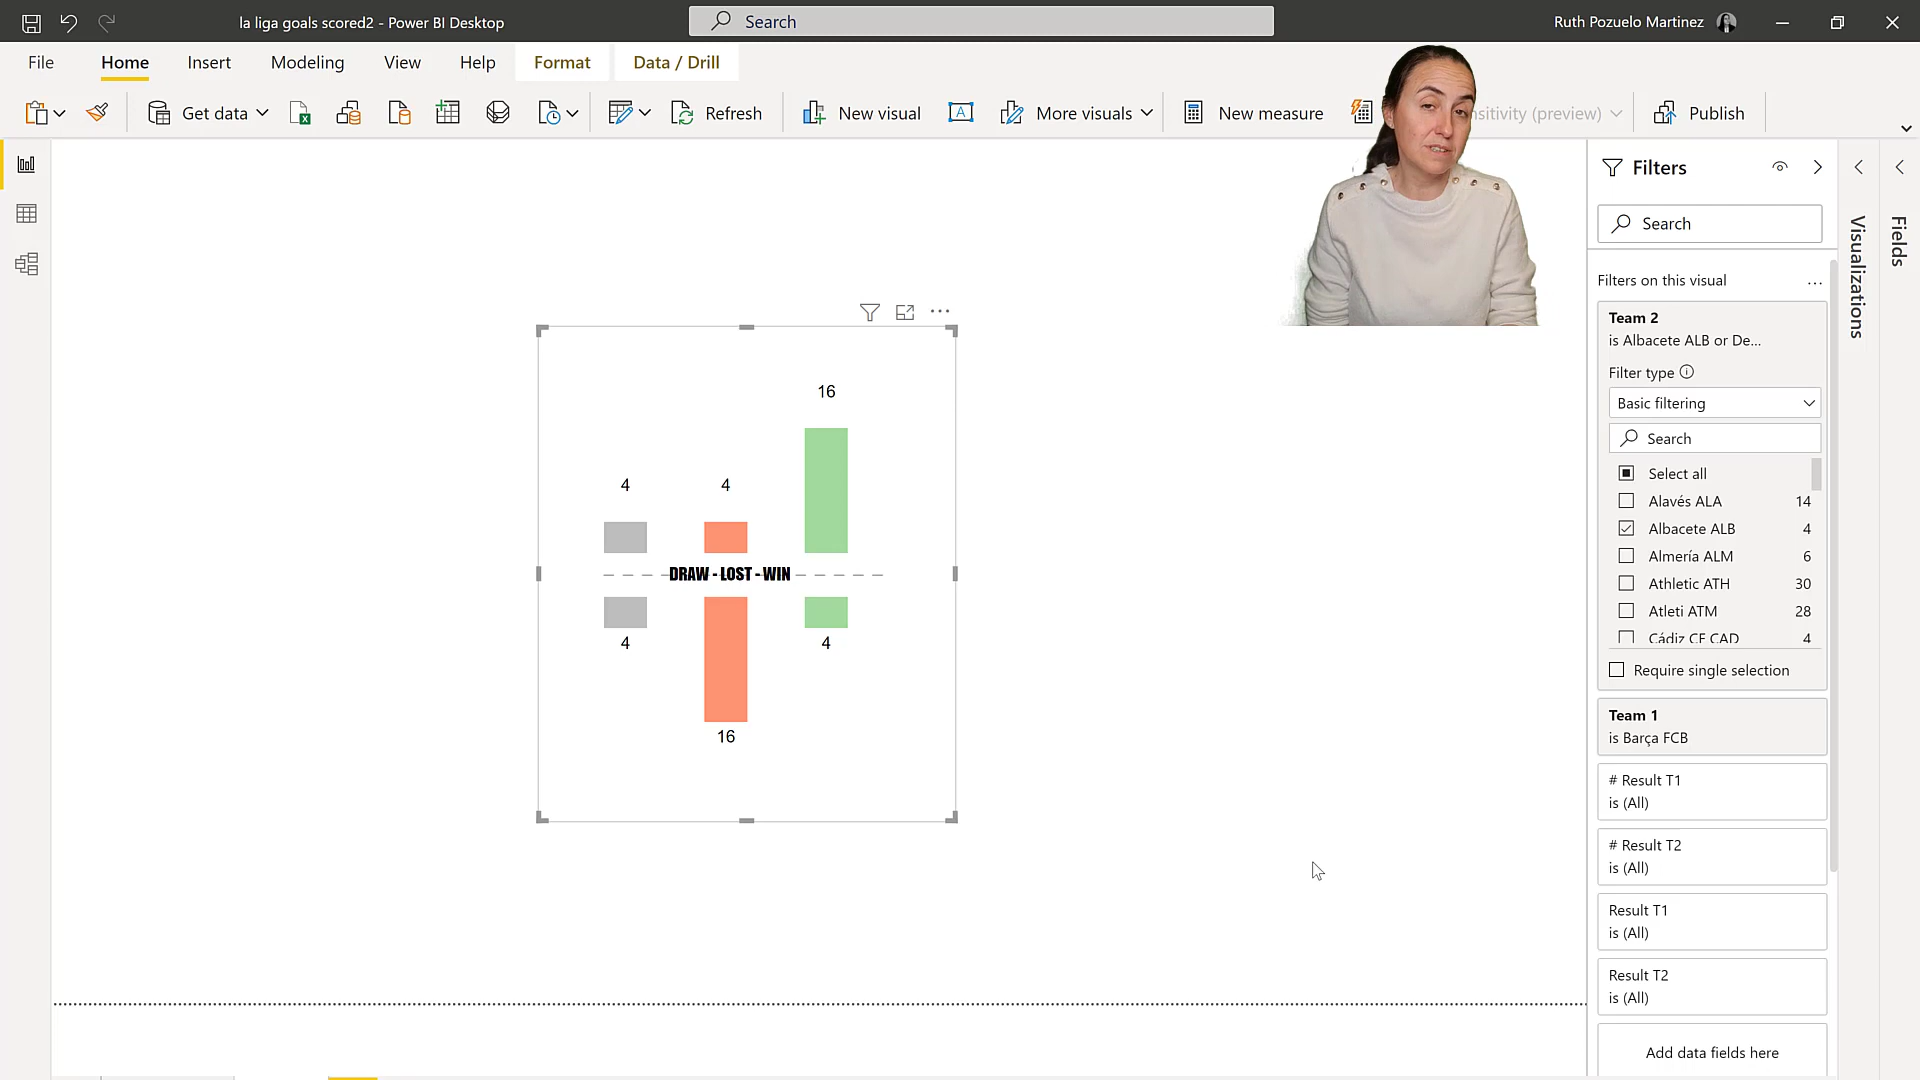 la liga goals scored2 - Power BI Desktop
Search
Ruth Pozuelo Martinez
File
Home
Insert
Modeling
View
Help
Format
Data / Drill
Get data
Refresh
New visual
More visuals
New measure
nsitivity (preview)
Publish
Filters
Search
Filters on this visual
...
Team 2
is Albacete ALB or De...
Filter type
Basic filtering
Search
Select all
Alavés ALA 14
Albacete ALB 4
Almería ALM 6
Athletic ATH 30
Atleti ATM 28
Cádiz CF CAD 4
Require single selection
Team 1
is Barça FCB
# Result T1
is (All)
# Result T2
is (All)
Result T1
is (All)
Result T2
is (All)
Add data fields here
Visualizations
Fields
16
4
4
DRAW - LOST - WIN
4
4
16